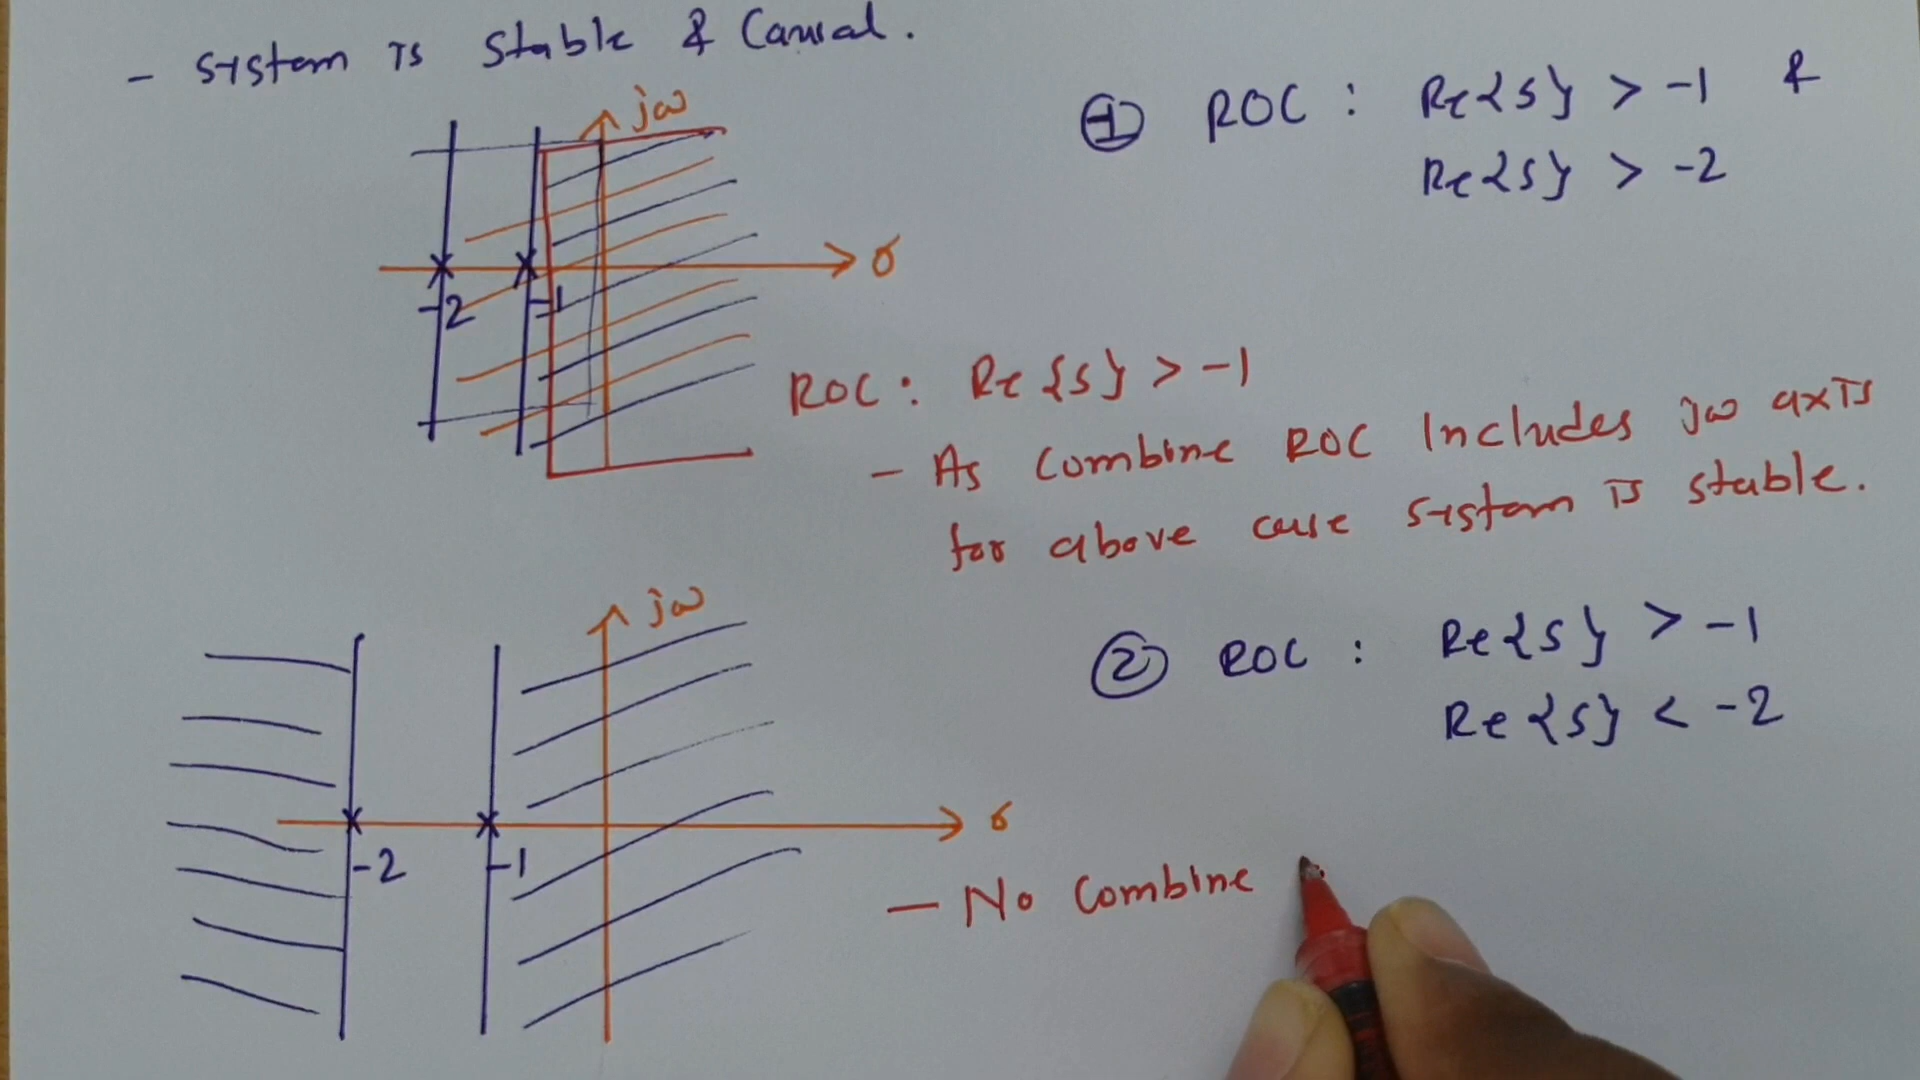 - system is stable & Causal.
jω
① ROC : Re{s} > -1 &
Re{s} > -2
σ
-2 -1
ROC : Re{s} > -1
- As combine ROC Includes jω axis
for above case system is stable.
jω
② ROC : Re{s} > -1
Re{s} < -2
σ
-2 -1
- No Combine